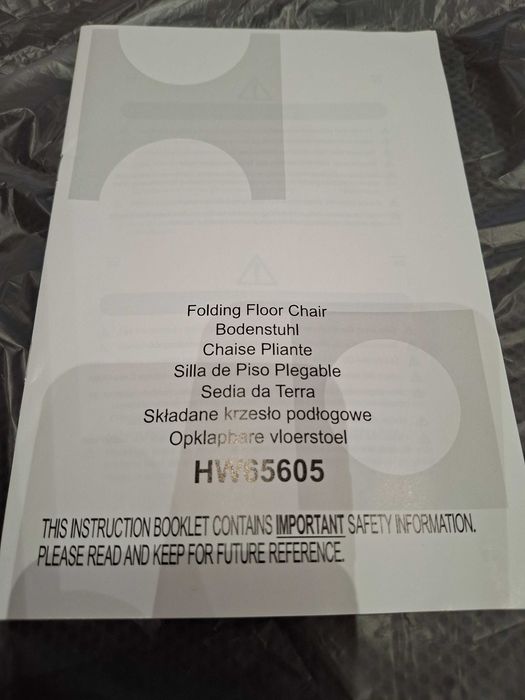 Folding Floor Chair
Bodenstuhl
Chaise Pliante
Silla de Piso Plegable
Sedia da Terra
Składane krzesło podłogowe
Opklapbare vloerstoel
HW65605
THIS INSTRUCTION BOOKLET CONTAINS IMPORTANT SAFETY INFORMATION.
PLEASE READ AND KEEP FOR FUTURE REFERENCE.